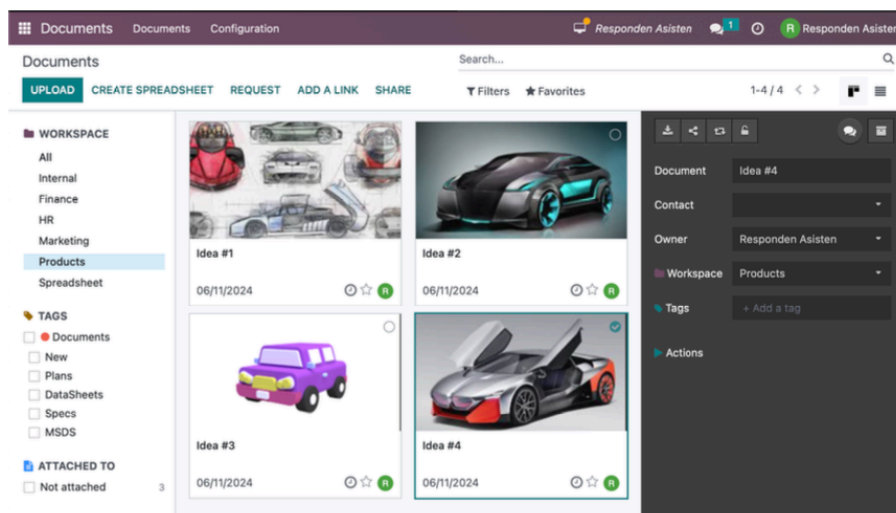 Documents Documents Configuration Responden Asisten 1 R Responden Asisten
Documents Search...
UPLOAD CREATE SPREADSHEET REQUEST ADD A LINK SHARE Filters Favorites 1-4 / 4
WORKSPACE
All
Internal
Finance
HR
Marketing
Products
Spreadsheet
TAGS
Documents
New
Plans
DataSheets
Specs
MSDS
ATTACHED TO
Not attached 3
Idea #1
06/11/2024 R
Idea #2
06/11/2024 R
Idea #3
06/11/2024 R
Idea #4
06/11/2024 R
Document Idea #4
Contact
Owner Responden Asisten
Workspace Products
Tags + Add a tag
Actions